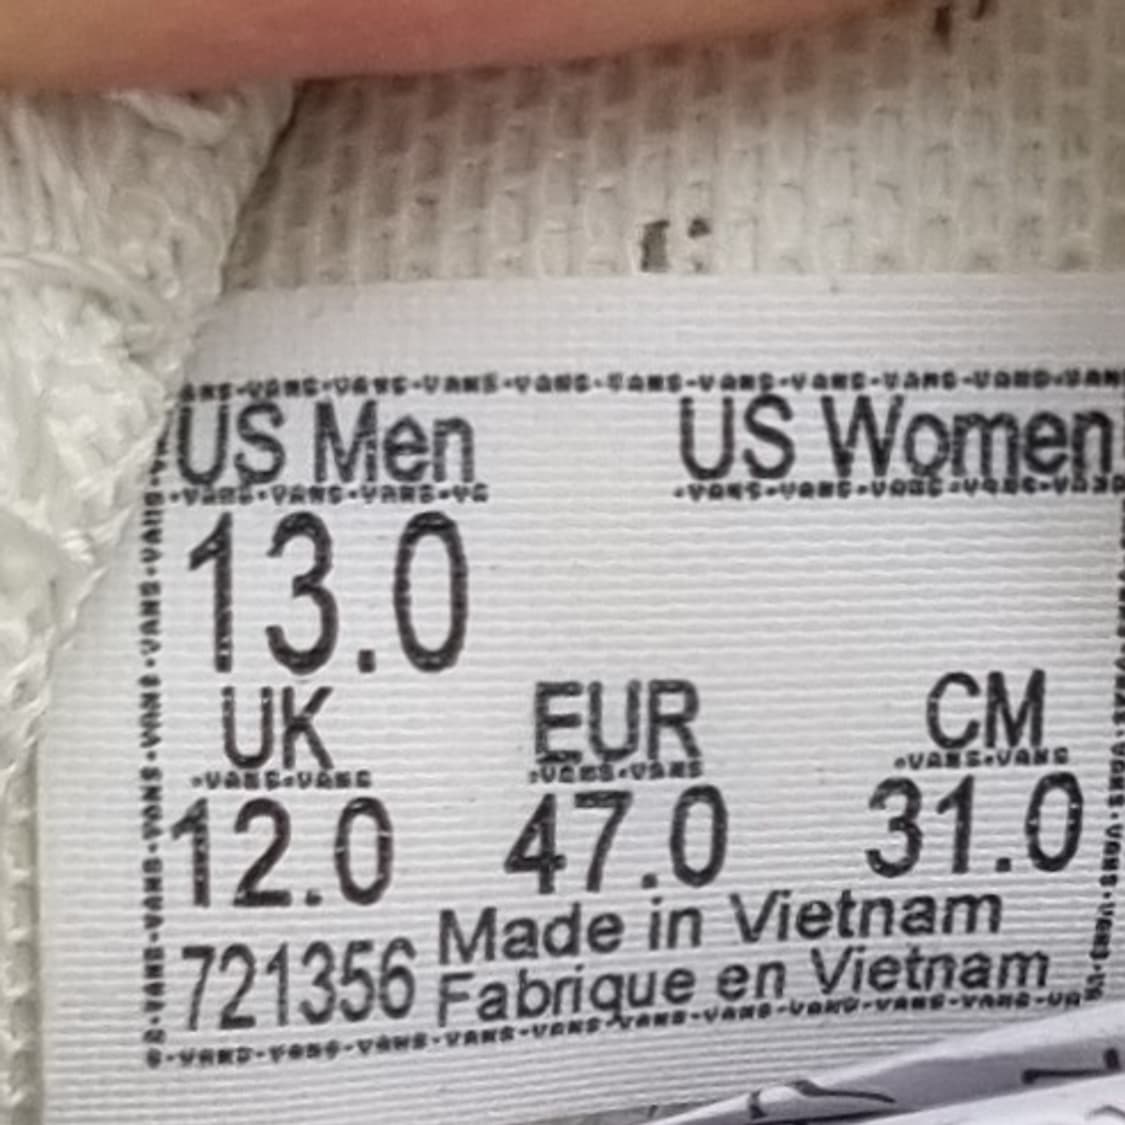 US Men US Women
13.0
UK EUR CM
12.0 47.0 31.0
721356 Made in Vietnam
Fabrique en Vietnam